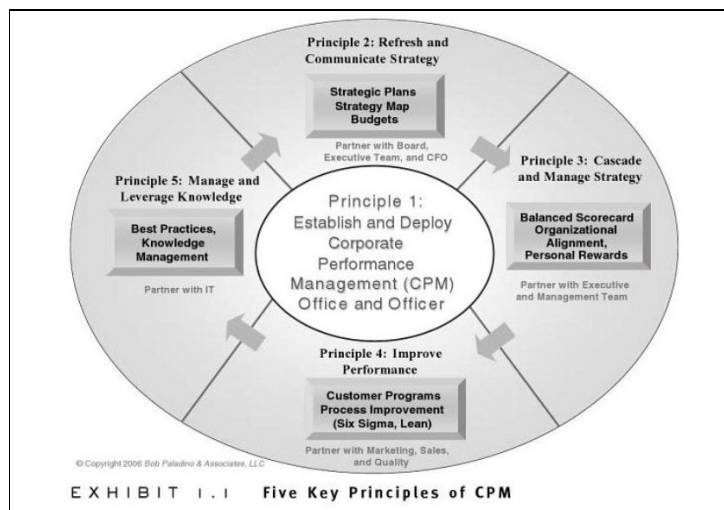 Principle 2: Refresh and
Communicate Strategy
Strategic Plans
Strategy Map
Budgets
Partner with Board,
Executive Team, and CFO
Principle 3: Cascade
and Manage Strategy
Balanced Scorecard
Organizational
Alignment,
Personal Rewards
Partner with Executive
and Management Team
Principle 5: Manage and
Leverage Knowledge
Best Practices,
Knowledge
Management
Partner with IT
Principle 1:
Establish and Deploy
Corporate
Performance
Management (CPM)
Office and Officer
Principle 4: Improve
Performance
Customer Programs
Process Improvement
(Six Sigma, Lean)
Partner with Marketing, Sales,
and Quality
© Copyright 2006 Bob Paladino & Associates, LLC
EXHIBIT 1.1 Five Key Principles of CPM